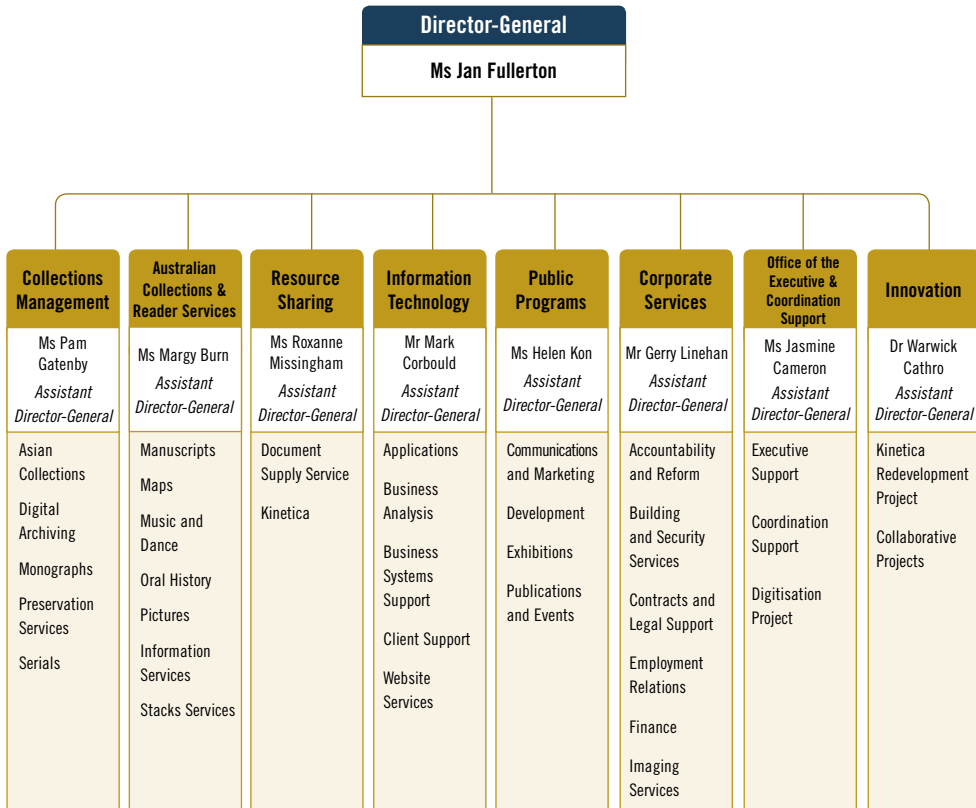 Director-General
Ms Jan Fullerton
Collections
Management
Ms Pam
Gatenby
Assistant
Director-General
Asian
Collections
Digital
Archiving
Monographs
Preservation
Services
Serials
Australian
Collections &
Reader Services
Ms Margy Burn
Assistant
Director-General
Manuscripts
Maps
Music and
Dance
Oral History
Pictures
Information
Services
Stacks Services
Resource
Sharing
Ms Roxanne
Missingham
Assistant
Director-General
Document
Supply Service
Kinetica
Information
Technology
Mr Mark
Corbould
Assistant
Director-General
Applications
Business
Analysis
Business
Systems
Support
Client Support
Website
Services
Public
Programs
Ms Helen Kon
Assistant
Director-General
Communications
and Marketing
Development
Exhibitions
Publications
and Events
Corporate
Services
Mr Gerry Linehan
Assistant
Director-General
Accountability
and Reform
Building
and Security
Services
Contracts and
Legal Support
Employment
Relations
Finance
Imaging
Services
Office of the
Executive &
Coordination
Support
Ms Jasmine
Cameron
Assistant
Director-General
Executive
Support
Coordination
Support
Digitisation
Project
Innovation
Dr Warwick
Cathro
Assistant
Director-General
Kinetica
Redevelopment
Project
Collaborative
Projects